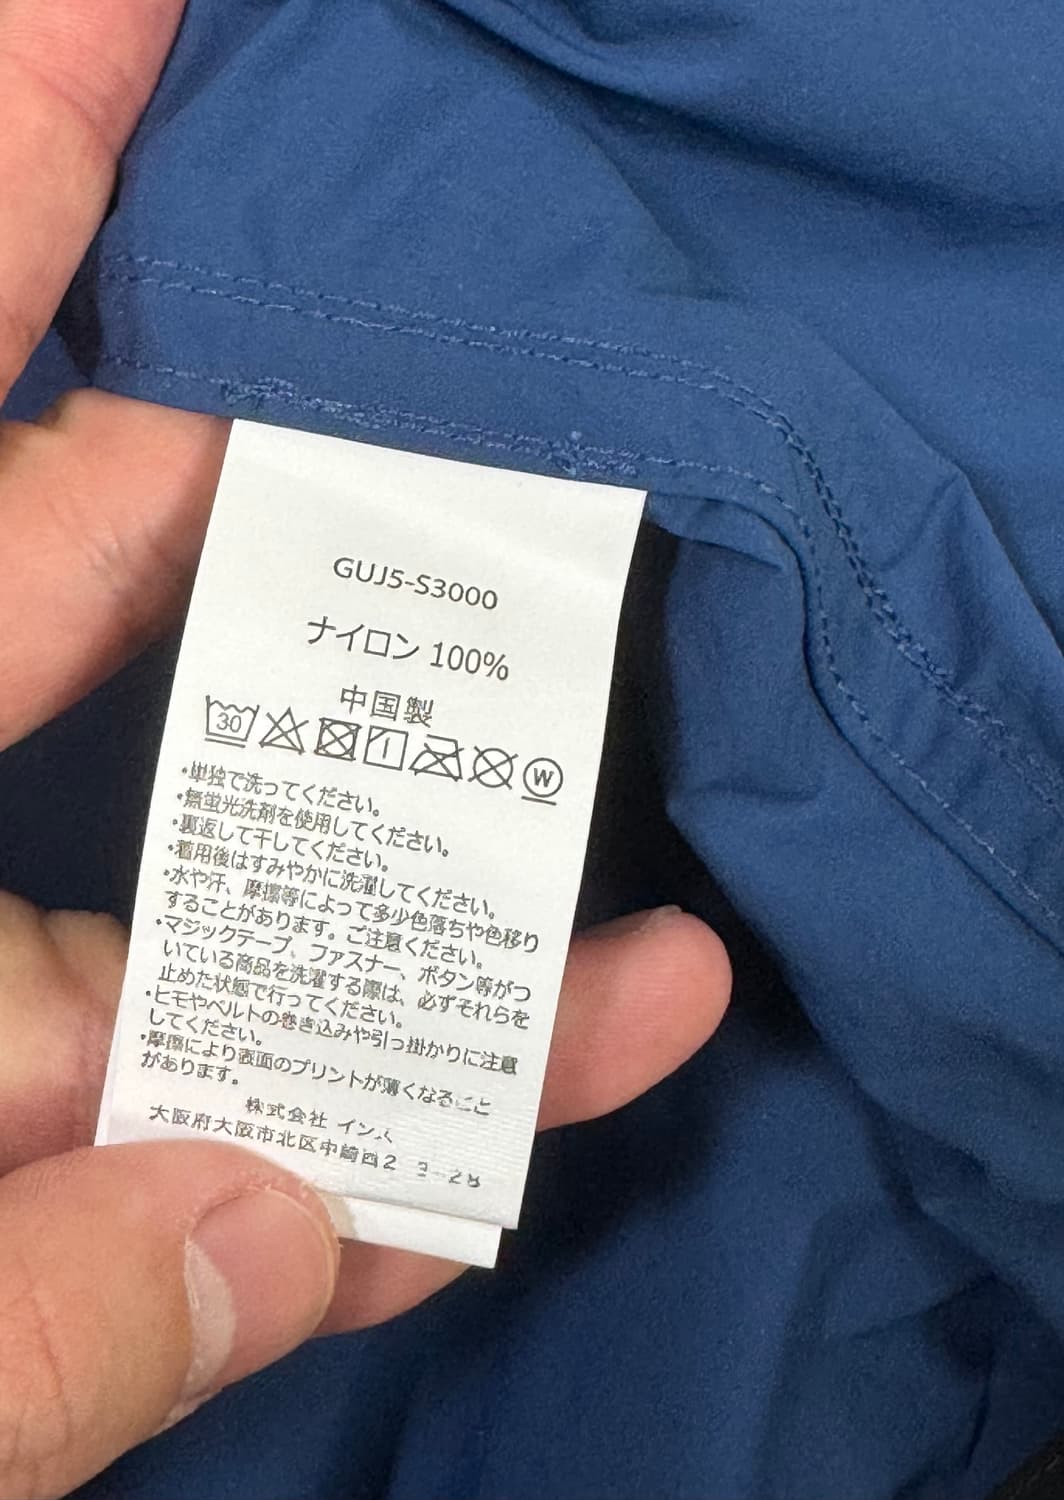 GUJ5-S3000
ナイロン 100%
中国製
30 W
・単独で洗ってください。
・無蛍光洗剤を使用してください。
・裏返して干してください。
・着用後はすみやかに洗濯してください。
・水や汗、摩擦等によって多少色落ちや色移り
することがあります。ご注意ください。
・マジックテープ、ファスナー、ボタン等がつ
いている商品を洗濯する際は、必ずそれらを
止めた状態で行ってください。
・ヒモやベルトの巻き込みや引っ掛かりに注意
してください。
・摩擦により表面のプリントが薄くなること
があります。
株式会社
大阪府大阪市北区中崎西2